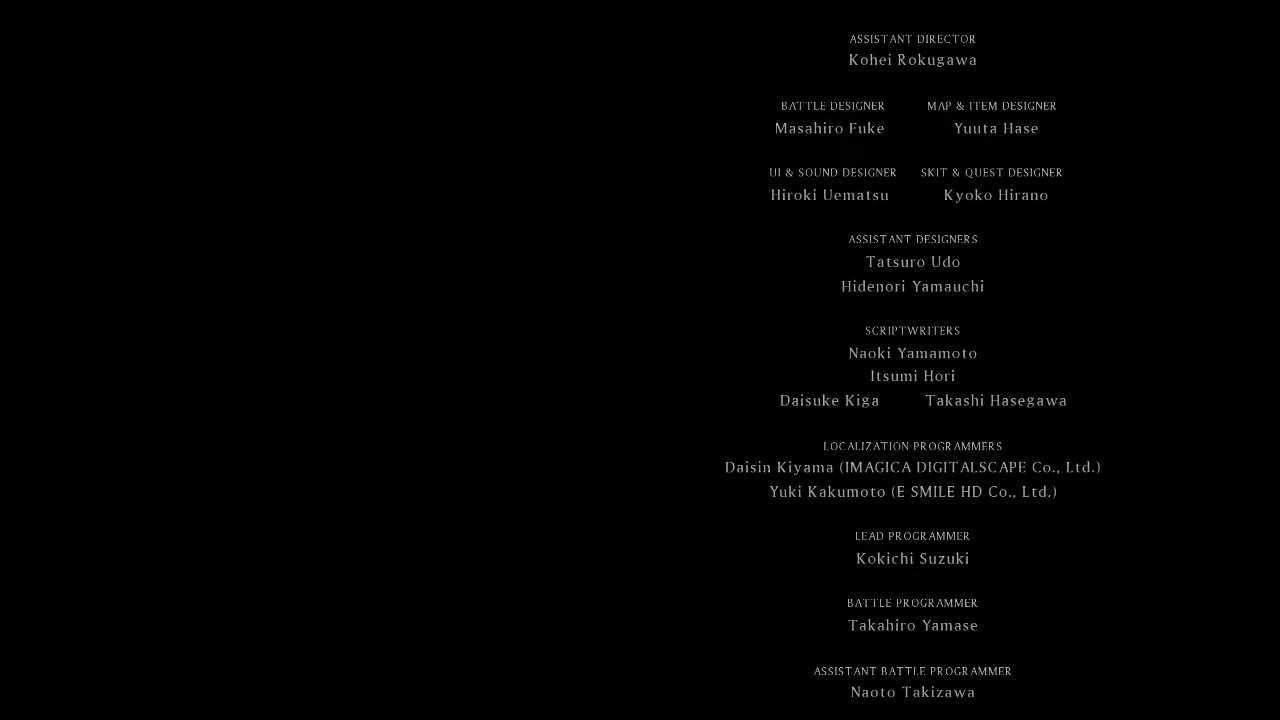 ASSISTANT DIRECTOR
Kohei Rokugawa
BATTLE DESIGNER MAP & ITEM DESIGNER
Masahiro Fuke Yuuta Hase
UI & SOUND DESIGNER SKIT & QUEST DESIGNER
Hiroki Uematsu Kyoko Hirano
ASSISTANT DESIGNERS
Tatsuro Udo
Hidenori Yamauchi
SCRIPTWRITERS
Naoki Yamamoto
Itsumi Hori
Daisuke Kiga Takashi Hasegawa
LOCALIZATION PROGRAMMERS
Daisin Kiyama (IMAGICA DIGITALSCAPE Co., Ltd.)
Yuki Kakumoto (E SMILE HD Co., Ltd.)
LEAD PROGRAMMER
Kokichi Suzuki
BATTLE PROGRAMMER
Takahiro Yamase
ASSISTANT BATTLE PROGRAMMER
Naoto Takizawa